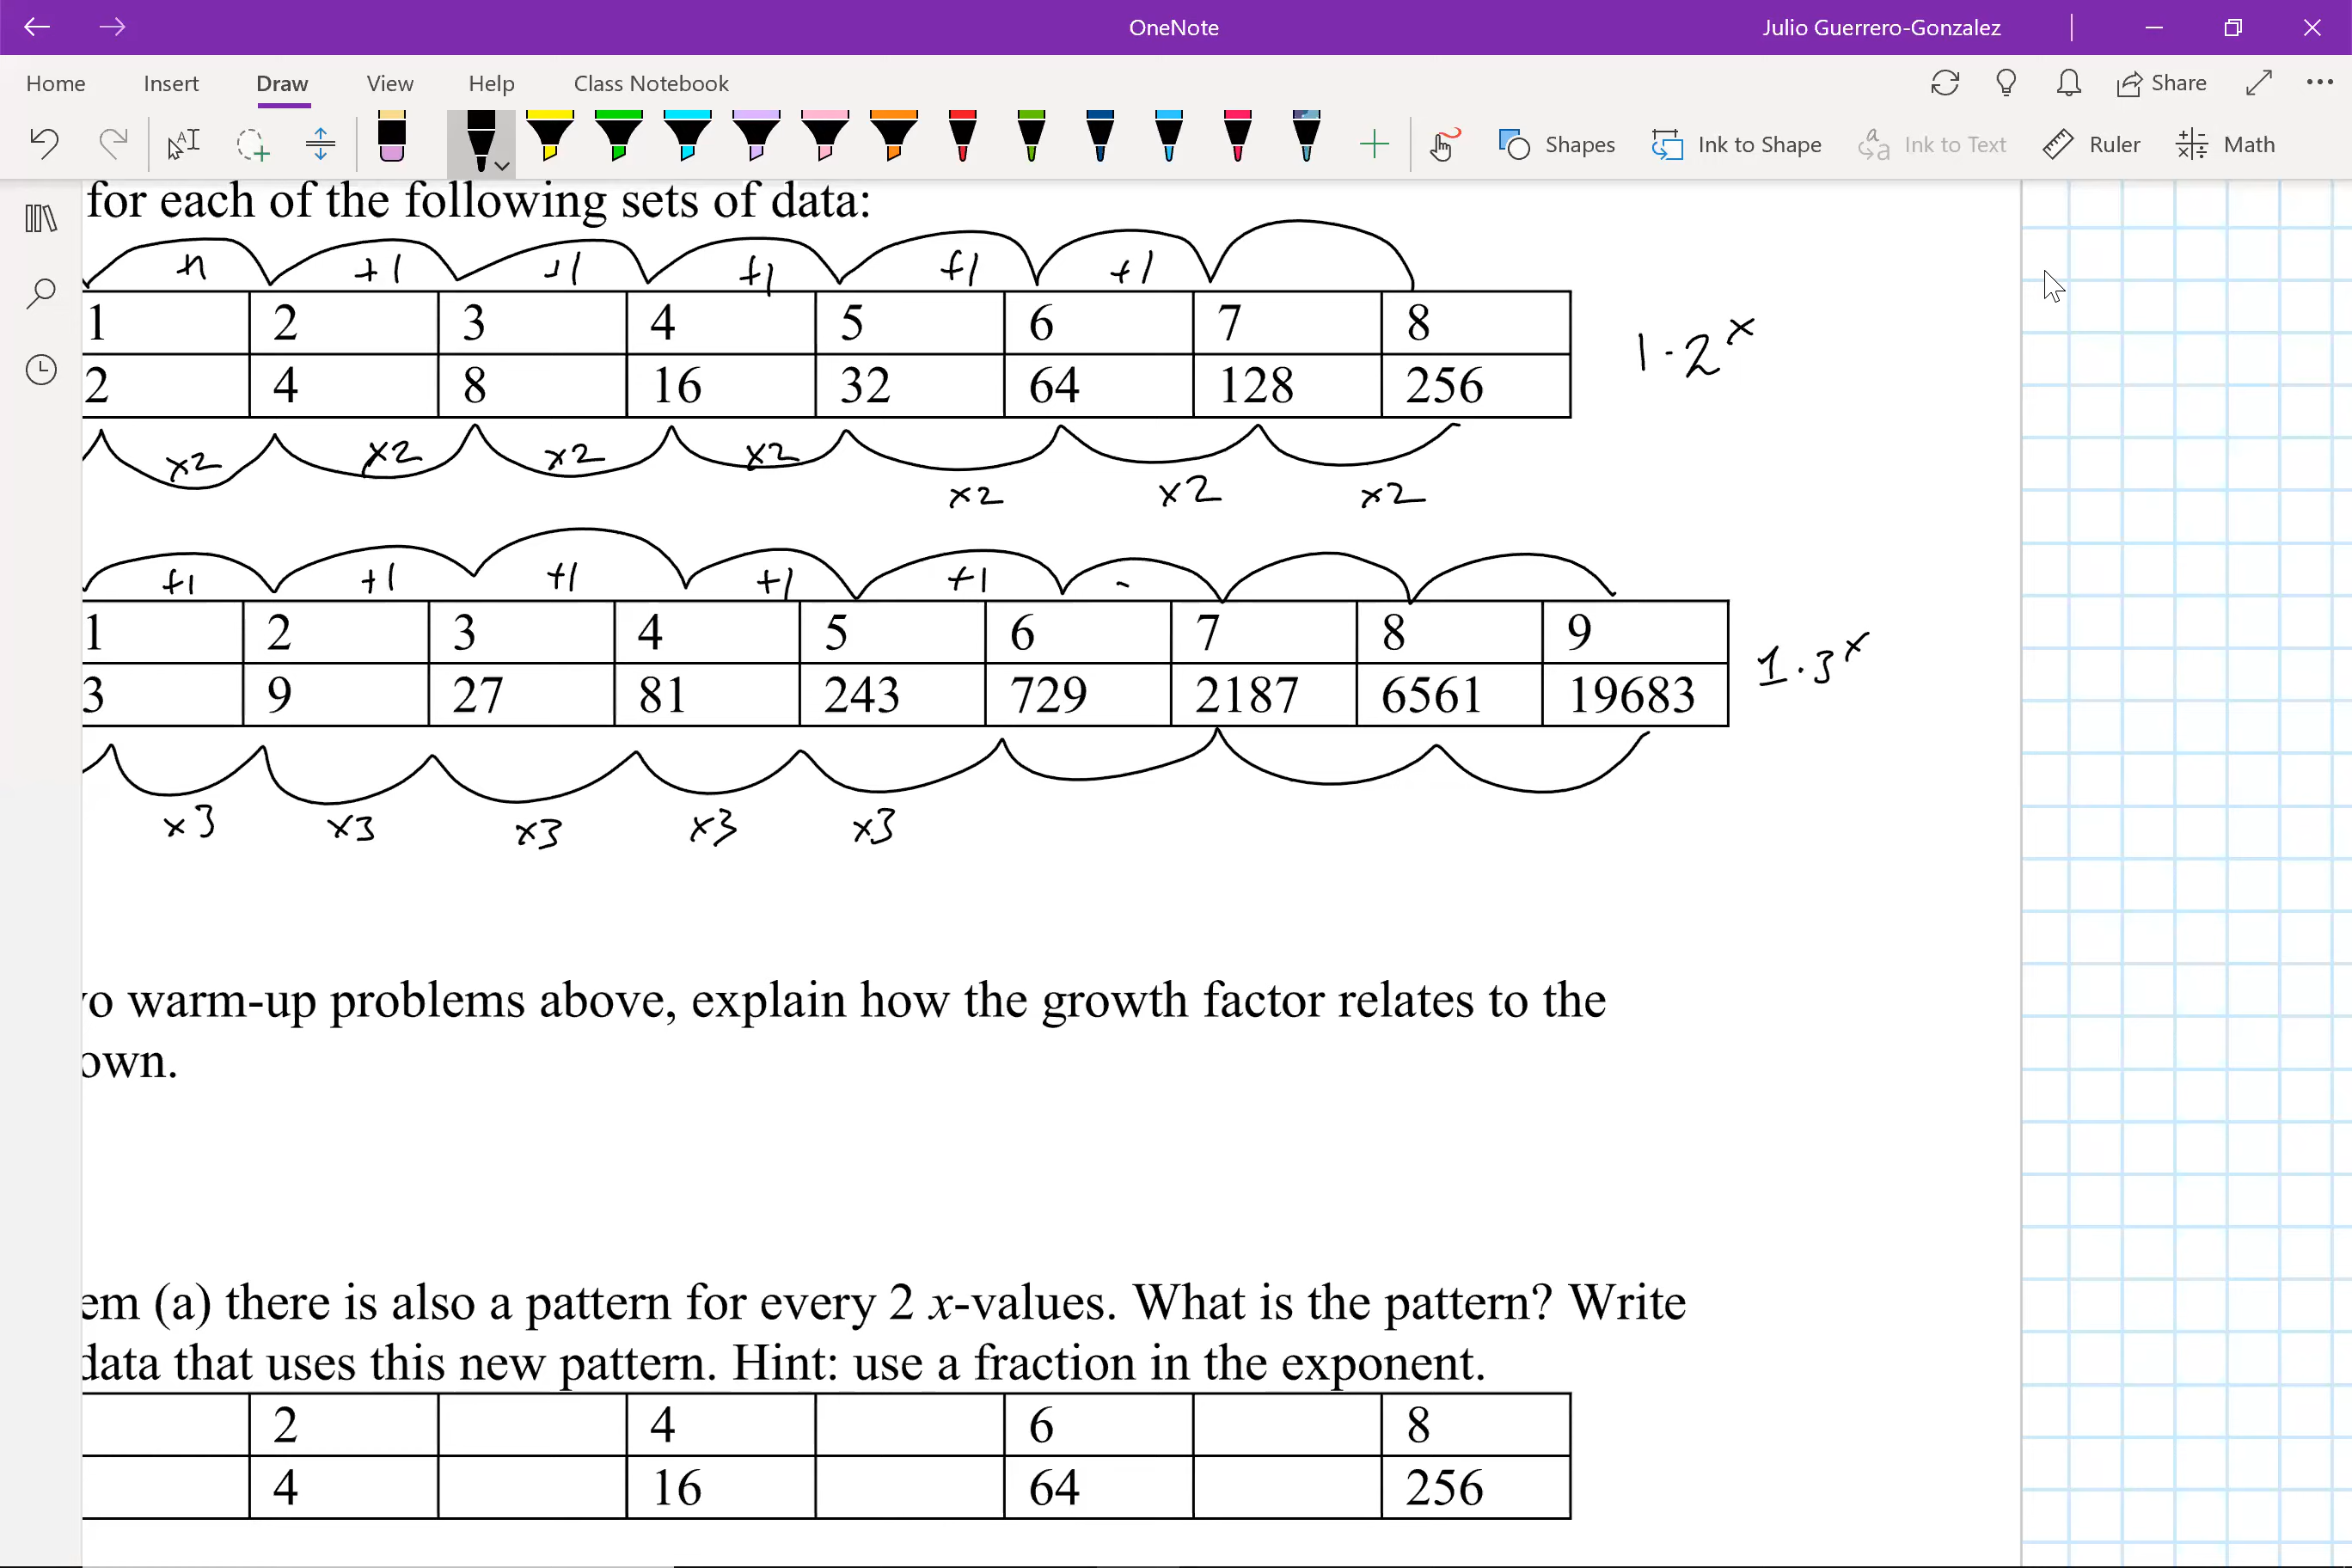 OneNote
Julio Guerrero-Gonzalez
Home Insert Draw View Help Class Notebook Share
Shapes Ink to Shape Ink to Text Ruler Math
for each of the following sets of data:
+1 +1 +1 +1 +1 +1
1 2 3 4 5 6 7 8
2 4 8 16 32 64 128 256
1·2ˣ
x2 x2 x2 x2 x2 x2 x2
+1 +1 +1 +1 +1
1 2 3 4 5 6 7 8 9
3 9 27 81 243 729 2187 6561 19683
1·3ˣ
x3 x3 x3 x3 x3
vo warm-up problems above, explain how the growth factor relates to the
own.
em (a) there is also a pattern for every 2 x-values. What is the pattern? Write
data that uses this new pattern. Hint: use a fraction in the exponent.
2 4 6 8
4 16 64 256